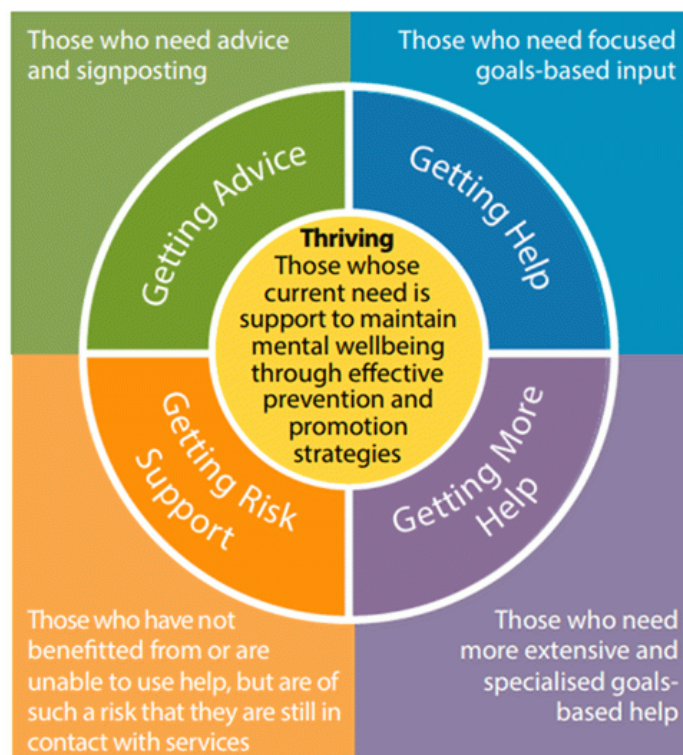 Those who need advice
and signposting
Those who need focused
goals-based input
Getting Advice
Getting Help
Thriving
Those whose
current need is
support to maintain
mental wellbeing
through effective
prevention and
promotion
strategies
Getting Risk
Support
Getting More
Help
Those who have not
benefitted from or are
unable to use help, but are of
such a risk that they are still in
contact with services
Those who need
more extensive and
specialised goals-
based help